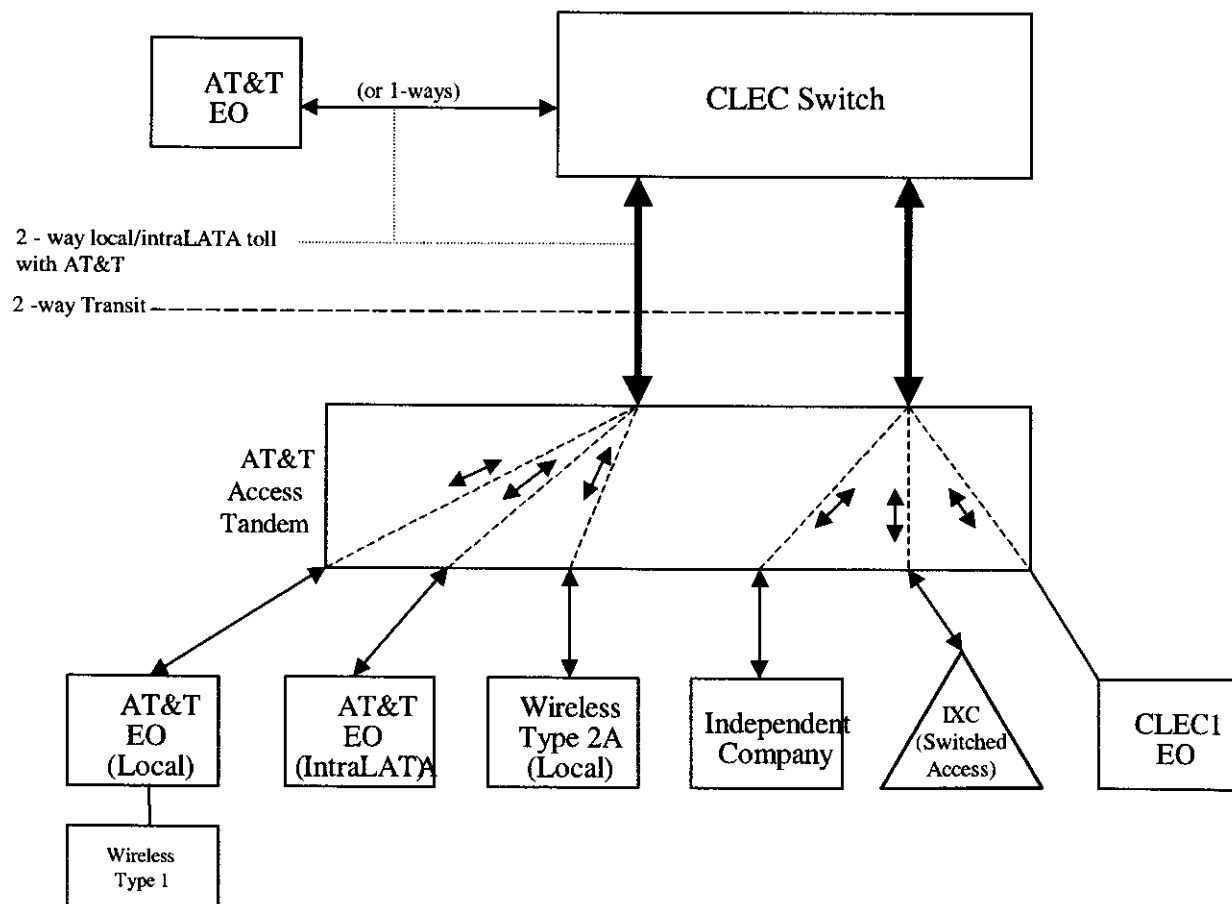 AT&T
EO
(or 1-ways)
CLEC Switch
2 - way local/intraLATA toll
with AT&T
2 -way Transit
AT&T
Access
Tandem
AT&T
EO
(Local)
AT&T
EO
(IntraLAT)A
Wireless
Type 2A
(Local)
Independent
Company
IXC
(Switched
Access)
CLEC1
EO
Wireless
Type 1